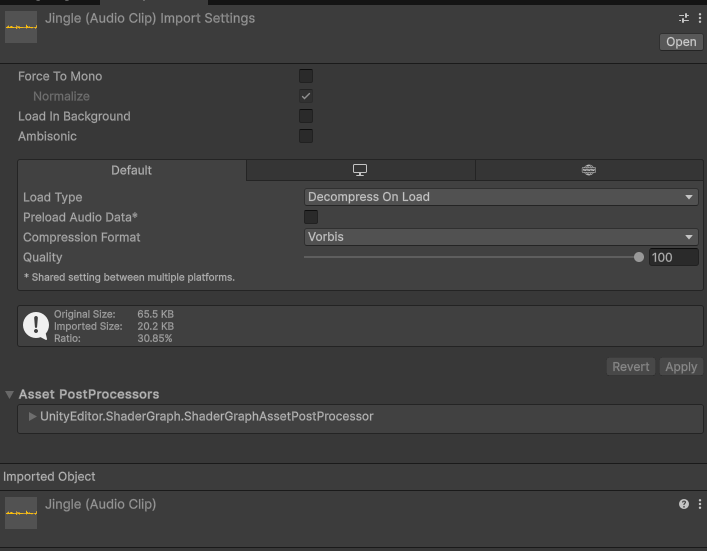 Jingle (Audio Clip) Import Settings
Open
Force To Mono
Normalize
Load In Background
Ambisonic
Default
Load Type Decompress On Load
Preload Audio Data*
Compression Format Vorbis
Quality 100
* Shared setting between multiple platforms.
Original Size: 65.5 KB
Imported Size: 20.2 KB
Ratio: 30.85%
Revert Apply
Asset PostProcessors
UnityEditor.ShaderGraph.ShaderGraphAssetPostProcessor
Imported Object
Jingle (Audio Clip)